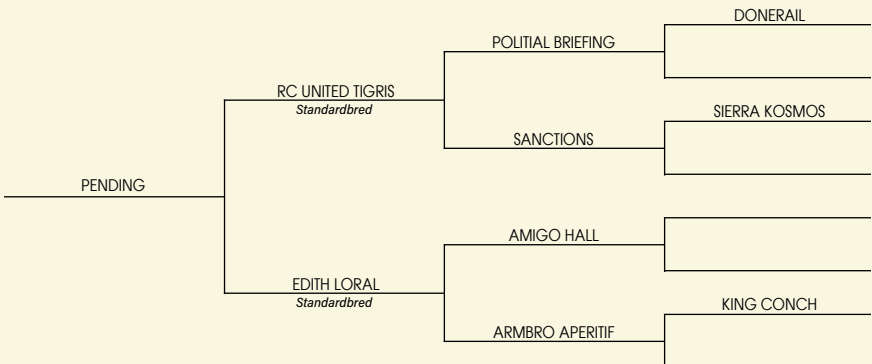 DONERAIL
POLITIAL BRIEFING
RC UNITED TIGRIS
Standardbred
SIERRA KOSMOS
SANCTIONS
PENDING
AMIGO HALL
EDITH LORAL
Standardbred
KING CONCH
ARMBRO APERITIF